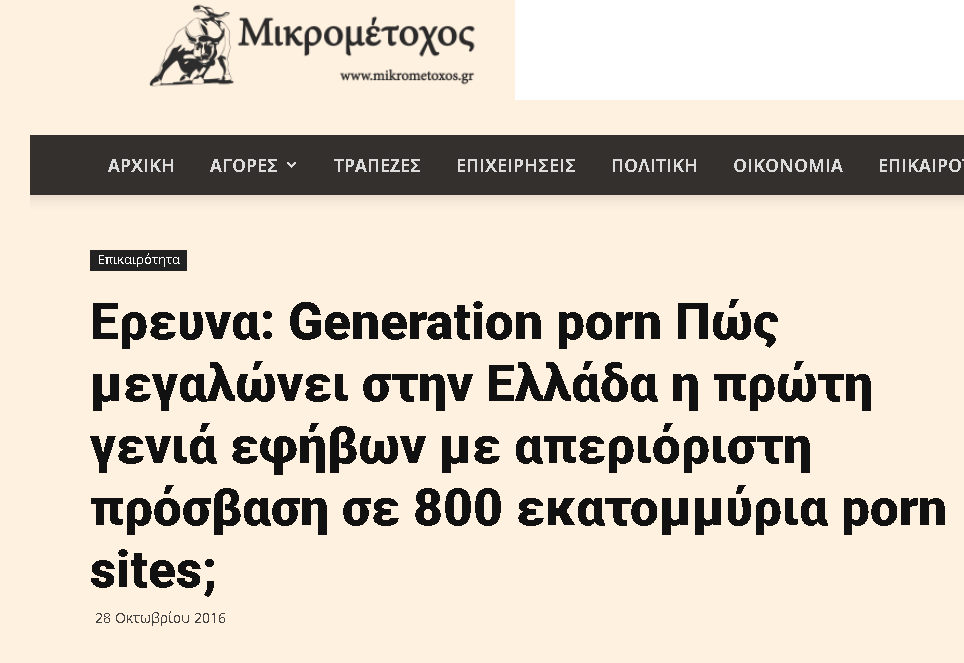 Μικρομέτοχος
www.mikrometoxos.gr
ΑΡΧΙΚΗ ΑΓΟΡΕΣ ΤΡΑΠΕΖΕΣ ΕΠΙΧΕΙΡΗΣΕΙΣ ΠΟΛΙΤΙΚΗ ΟΙΚΟΝΟΜΙΑ
Επικαιρότητα
Ερευνα: Generation porn Πώς
μεγαλώνει στην Ελλάδα η πρώτη
γενιά εφήβων με απεριόριστη
πρόσβαση σε 800 εκατομμύρια porn
sites;
28 Οκτωβρίου 2016